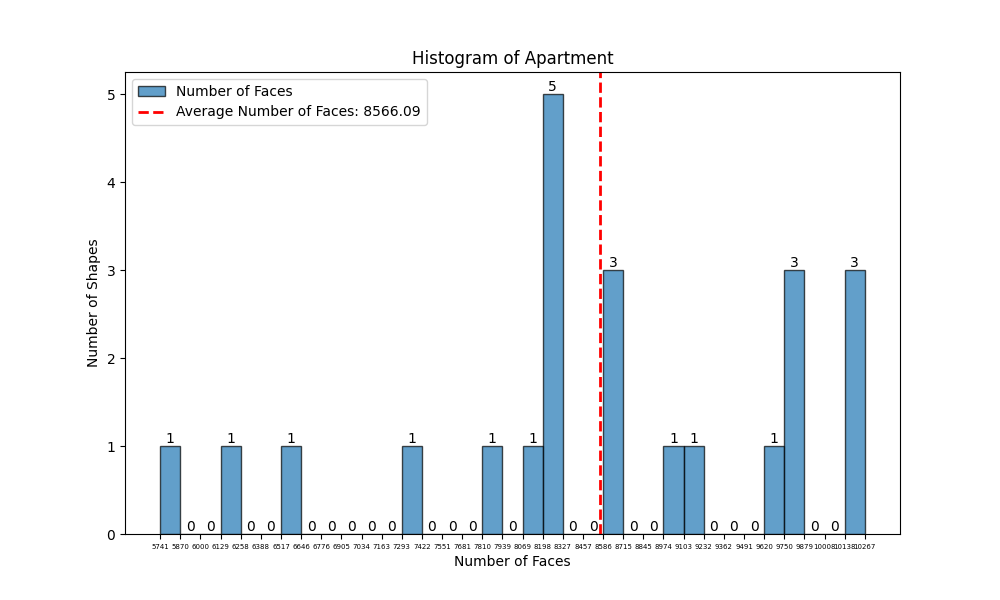 Histogram of Apartment
Number of Faces
Average Number of Faces: 8566.09
Number of Shapes
5
4
3
2
1
0
1 0 0 1 0 0 1 0 0 0 0 0 1 0 0 0 1 0 1 5 0 0 3 0 0 1 1 0 0 0 1 3 0 0 3
5741 5870 6000 6129 6258 6388 6517 6646 6776 6905 7034 7163 7293 7422 7551 7681 7810 7939 8069 8198 8327 8457 8586 8715 8845 8974 9103 9232 9362 9491 9620 9750 9879 10008 10138 10267
Number of Faces